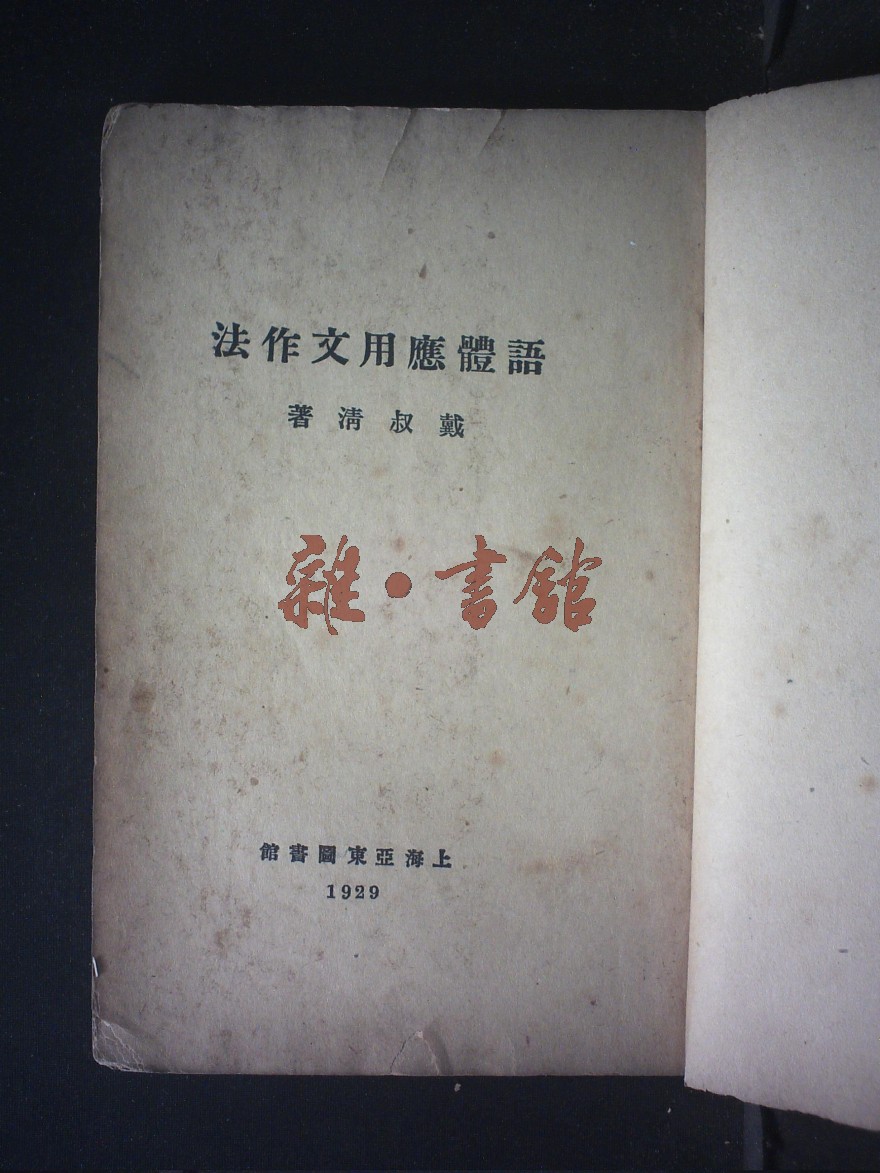 語體應用文作法
戴叔清著
雜·書館
上海亞東圖書館
1929